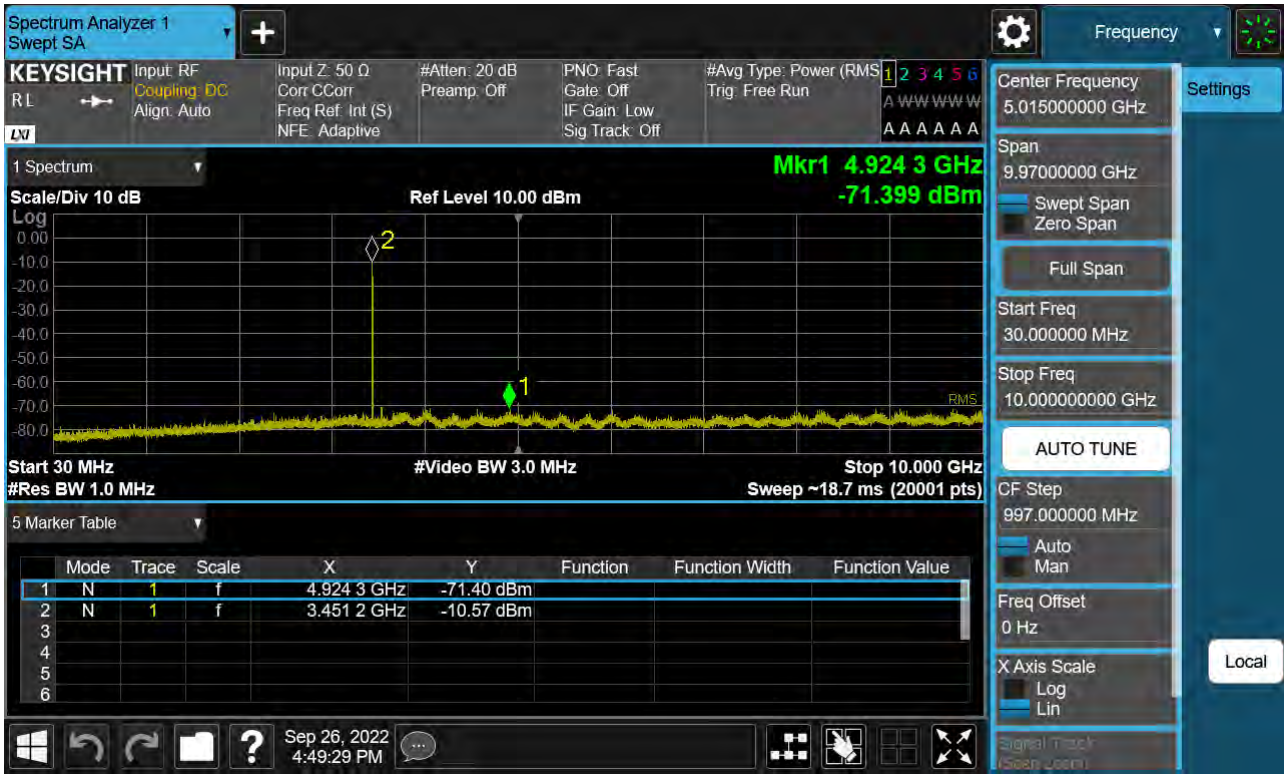 Spectrum Analyzer 1
Swept SA
+
Frequency
KEYSIGHT
RL
LXI
Input: RF
Coupling: DC
Align: Auto
Input Z: 50 Ω
Corr CCorr
Freq Ref: Int (S)
NFE: Adaptive
#Atten: 20 dB
Preamp: Off
PNO: Fast
Gate: Off
IF Gain: Low
Sig Track: Off
#Avg Type: Power (RMS
Trig: Free Run
1 2 3 4 5 6
A W W W W W
A A A A A A
1 Spectrum
Mkr1 4.924 3 GHz
Scale/Div 10 dB
Ref Level 10.00 dBm
-71.399 dBm
Log
0.00
-10.0
-20.0
-30.0
-40.0
-50.0
-60.0
-70.0
-80.0
2
1
RMS
Start 30 MHz
#Video BW 3.0 MHz
Stop 10.000 GHz
#Res BW 1.0 MHz
Sweep ~18.7 ms (20001 pts)
5 Marker Table
Mode Trace Scale X Y Function Function Width Function Value
1 N 1 f 4.924 3 GHz -71.40 dBm
2 N 1 f 3.451 2 GHz -10.57 dBm
3
4
5
6
Center Frequency
5.015000000 GHz
Span
9.97000000 GHz
Swept Span
Zero Span
Full Span
Start Freq
30.000000 MHz
Stop Freq
10.000000000 GHz
AUTO TUNE
CF Step
997.000000 MHz
Auto
Man
Freq Offset
0 Hz
X Axis Scale
Log
Lin
Signal Track
(Span Zoom)
Settings
Local
?
Sep 26, 2022
4:49:29 PM